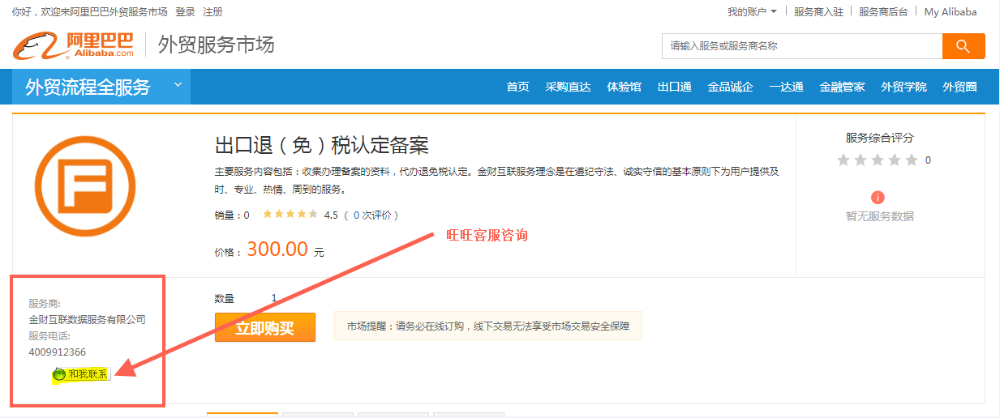 你好，欢迎来阿里巴巴外贸服务市场 登录 注册
我的账户 服务商入驻 服务商后台 My Alibaba
阿里巴巴
Alibaba.com
外贸服务市场
请输入服务或服务商名称
外贸流程全服务
首页 采购直达 体验馆 出口通 金品诚企 一达通 金融管家 外贸学院 外贸圈
出口退（免）税认定备案
主要服务内容包括：收集办理备案的资料，代办退免税认定。金财互联服务理念是在遵纪守法、诚实守信的基本原则下为用户提供及
时、专业、热情、周到的服务。
销量：0 4.5 （ 0 次评价 ）
价格： 300.00 元
服务综合评分
0
暂无服务数据
旺旺客服咨询
服务商:
金财互联数据服务有限公司
服务电话:
4009912366
和我联系
数量 1
立即购买
市场提醒：请务必在线订购，线下交易无法享受市场交易安全保障